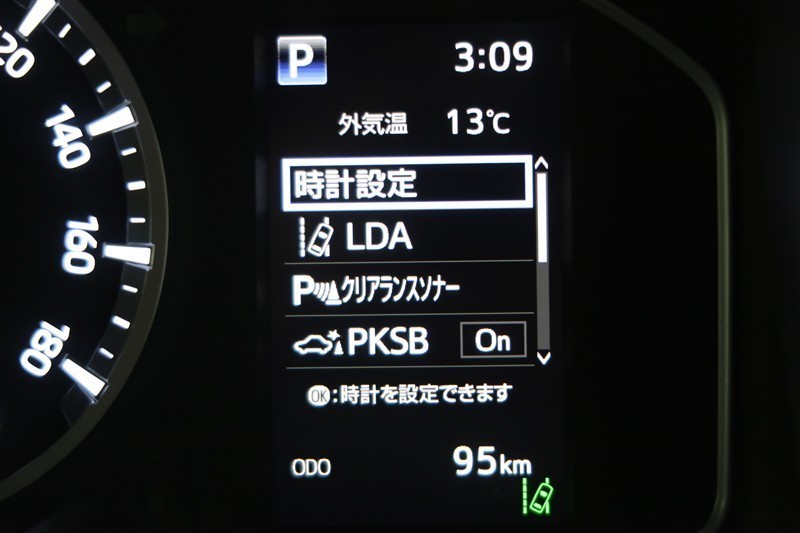 120
140
160
180
P 3:09
外気温 13℃
時計設定
LDA
P クリアランスソナー
PKSB On
OK:時計を設定できます
ODO 95km